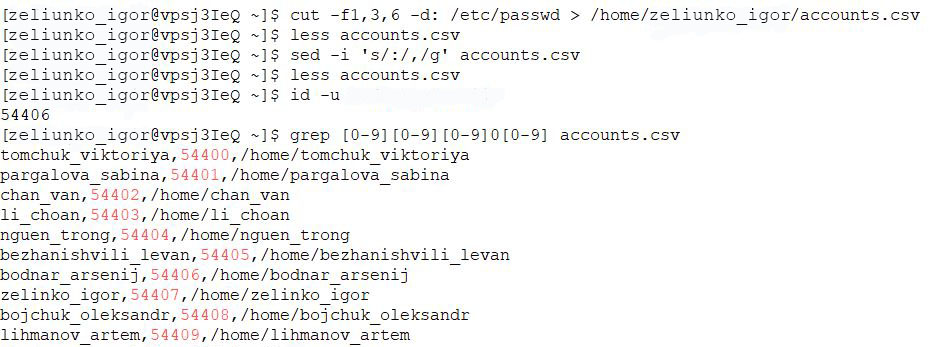 [zeliunko_igor@vpsj3IeQ ~]$ cut -f1,3,6 -d: /etc/passwd > /home/zeliunko_igor/accounts.csv
[zeliunko_igor@vpsj3IeQ ~]$ less accounts.csv
[zeliunko_igor@vpsj3IeQ ~]$ sed -i 's/:/,/g' accounts.csv
[zeliunko_igor@vpsj3IeQ ~]$ less accounts.csv
[zeliunko_igor@vpsj3IeQ ~]$ id -u
54406
[zeliunko_igor@vpsj3IeQ ~]$ grep [0-9][0-9][0-9]0[0-9] accounts.csv
tomchuk_viktoriya,54400,/home/tomchuk_viktoriya
pargalova_sabina,54401,/home/pargalova_sabina
chan_van,54402,/home/chan_van
li_choan,54403,/home/li_choan
nguen_trong,54404,/home/nguen_trong
bezhanishvili_levan,54405,/home/bezhanishvili_levan
bodnar_arsenij,54406,/home/bodnar_arsenij
zelinko_igor,54407,/home/zelinko_igor
bojchuk_oleksandr,54408,/home/bojchuk_oleksandr
lihmanov_artem,54409,/home/lihmanov_artem